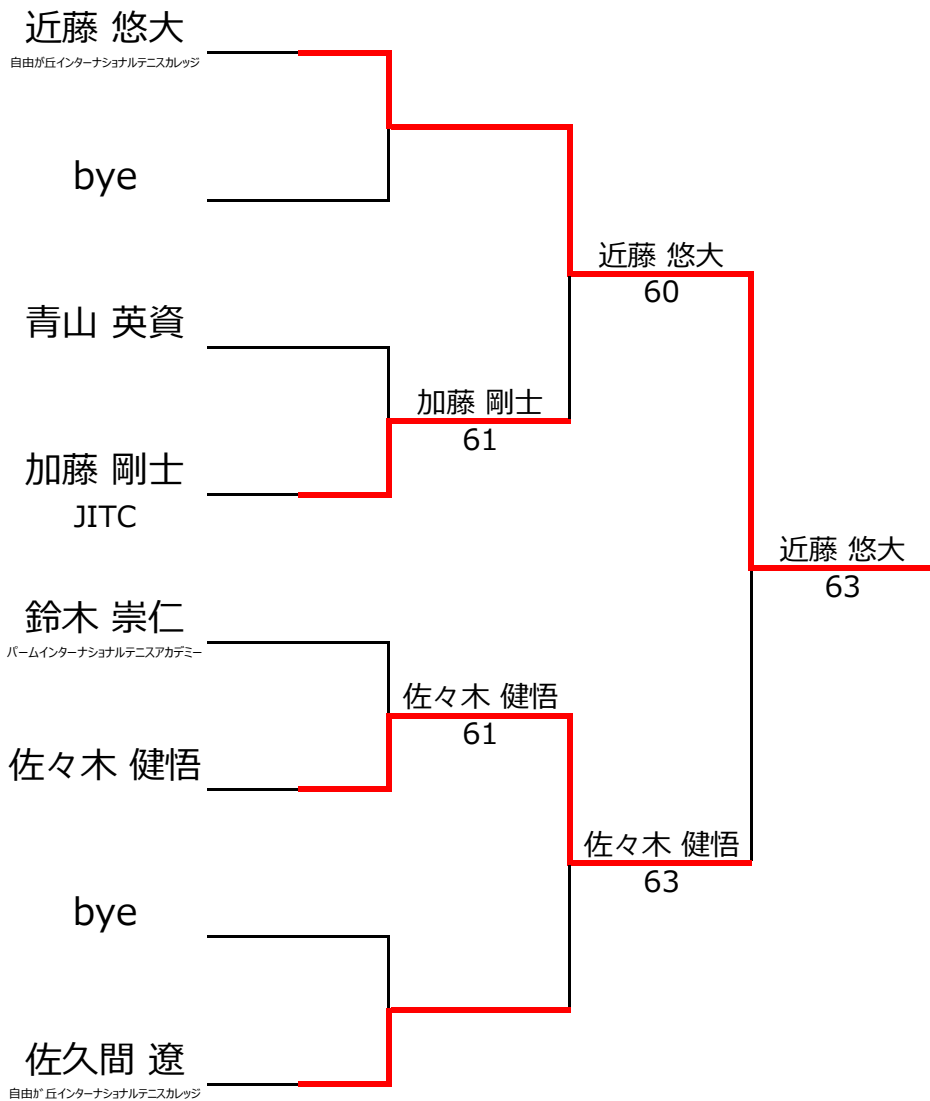 近藤 悠大
自由が丘インターナショナルテニスカレッジ
bye
青山 英資
加藤 剛士
JITC
鈴木 崇仁
パームインターナショナルテニスアカデミー
佐々木 健悟
bye
佐久間 遼
自由が丘インターナショナルテニスカレッジ
加藤 剛士
61
佐々木 健悟
61
近藤 悠大
60
佐々木 健悟
63
近藤 悠大
63